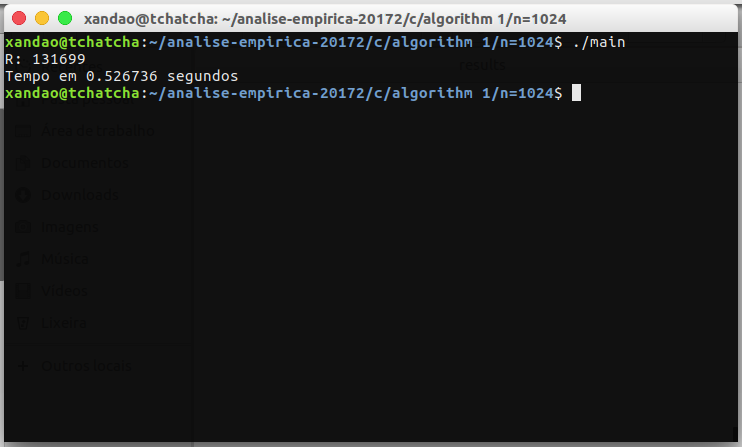 xandao@tchatcha: ~/analise-empirica-20172/c/algorithm 1/n=1024
xandao@tchatcha:~/analise-empirica-20172/c/algorithm 1/n=1024$ ./main
R: 131699
results
Tempo em 0.526736 segundos
xandao@tchatcha:~/analise-empirica-20172/c/algorithm 1/n=1024$
Área de trabalho
Documentos
Downloads
Imagens
Música
Vídeos
Lixeira
+ Outros locais